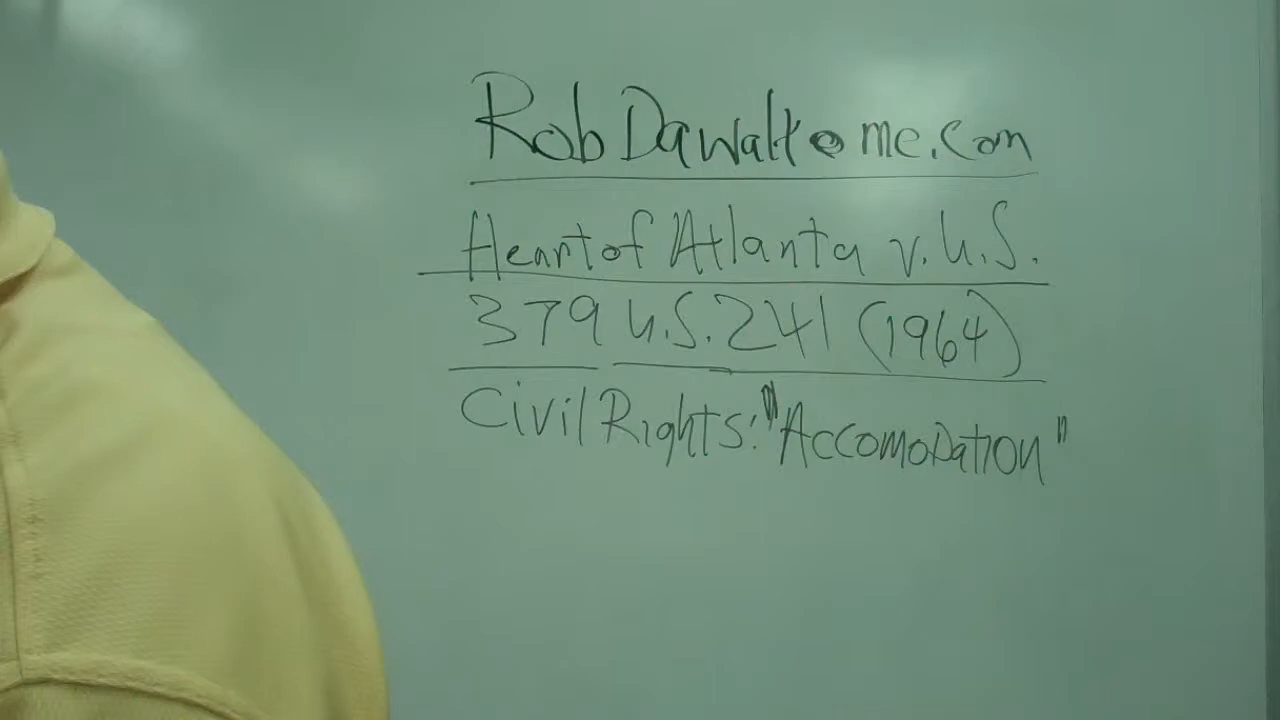 RobDawalt@me.com
Heart of Atlanta v. U.S.
379 U.S. 241 (1964)
Civil Rights: "AccomoDation"